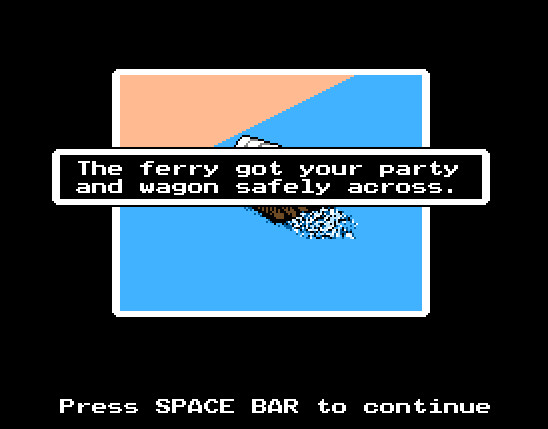 The ferry got your party
and wagon safely across.
Press SPACE BAR to continue